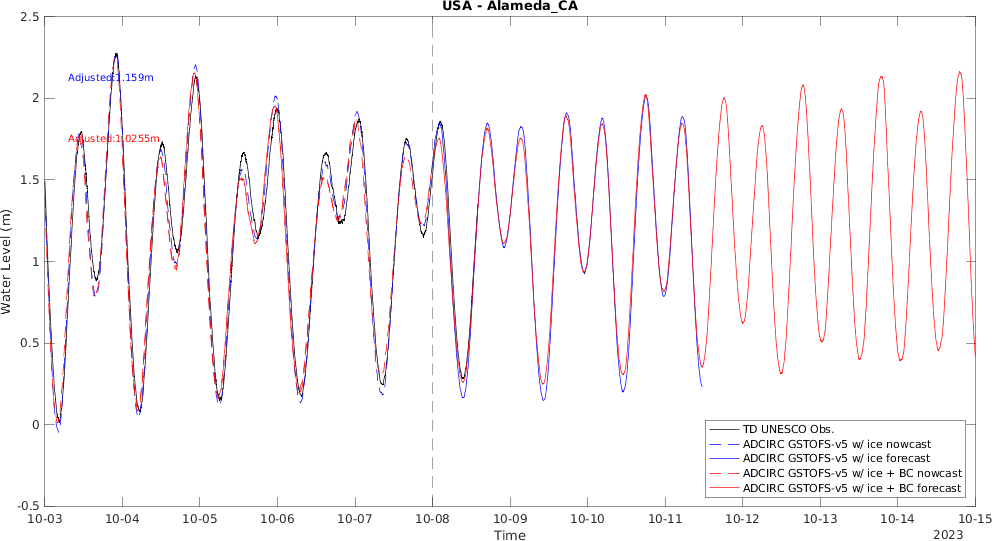 USA - Alameda_CA
2.5
2
1.5
1
0.5
0
-0.5
Water Level (m)
Adjusted:1.159m
Adjusted:1.0255m
TD UNESCO Obs.
ADCIRC GSTOFS-v5 w/ ice nowcast
ADCIRC GSTOFS-v5 w/ ice forecast
ADCIRC GSTOFS-v5 w/ ice + BC nowcast
ADCIRC GSTOFS-v5 w/ ice + BC forecast
10-03 10-04 10-05 10-06 10-07 10-08 10-09 10-10 10-11 10-12 10-13 10-14 10-15
Time
2023